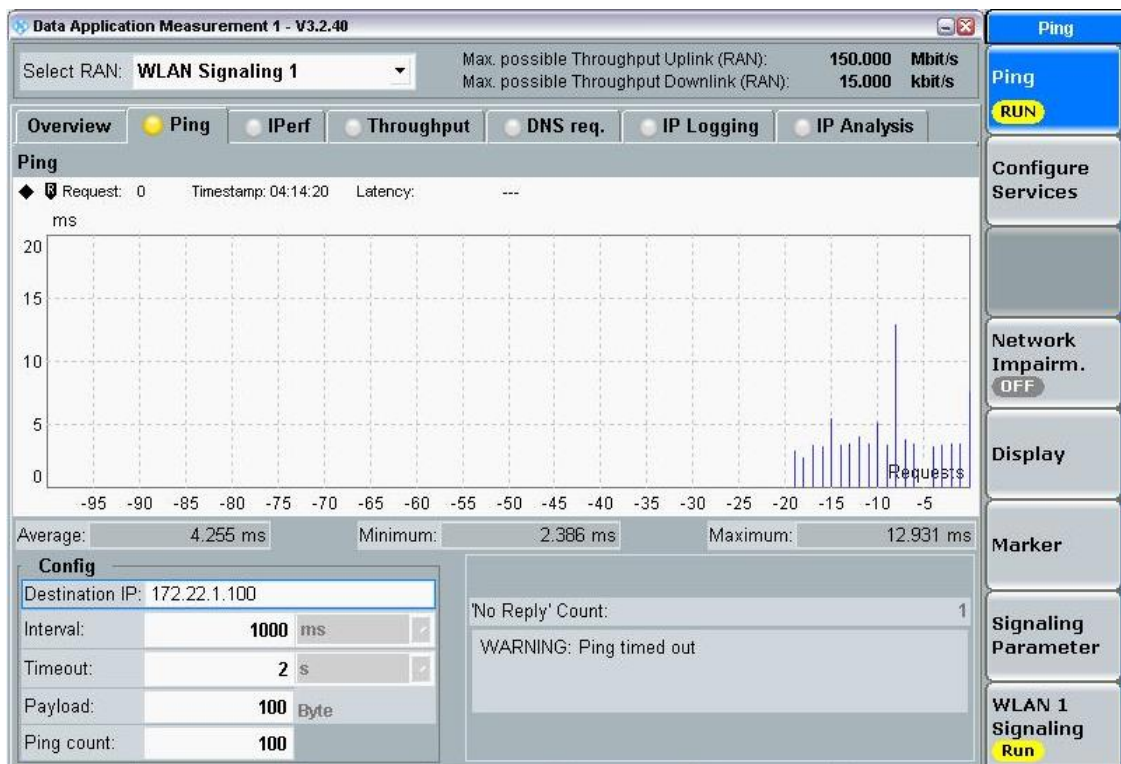 Data Application Measurement 1 - V3.2.40
Select RAN: WLAN Signaling 1
Max. possible Throughput Uplink (RAN): 150.000 Mbit/s
Max. possible Throughput Downlink (RAN): 15.000 kbit/s
Overview Ping IPerf Throughput DNS req. IP Logging IP Analysis
Ping
R Request: 0 Timestamp: 04:14:20 Latency: ---
ms
20
15
10
5
0
Requests
-95 -90 -85 -80 -75 -70 -65 -60 -55 -50 -45 -40 -35 -30 -25 -20 -15 -10 -5
Average: 4.255 ms Minimum: 2.386 ms Maximum: 12.931 ms
Config
Destination IP: 172.22.1.100
Interval: 1000 ms
Timeout: 2 s
Payload: 100 Byte
Ping count: 100
'No Reply' Count: 1
WARNING: Ping timed out
Ping
Ping
RUN
Configure
Services
Network
Impairm.
OFF
Display
Marker
Signaling
Parameter
WLAN 1
Signaling
Run